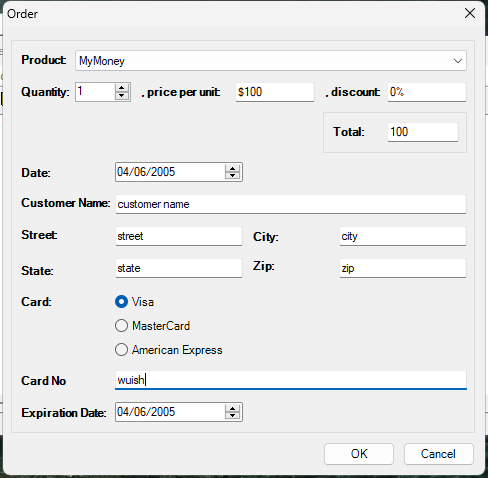 Order
Product: MyMoney
Quantity: 1 , price per unit: $100 , discount: 0%
Total: 100
Date: 04/06/2005
Customer Name: customer name
Street: street City: city
State: state Zip: zip
Card: Visa
MasterCard
American Express
Card No wuish
Expiration Date: 04/06/2005
OK Cancel